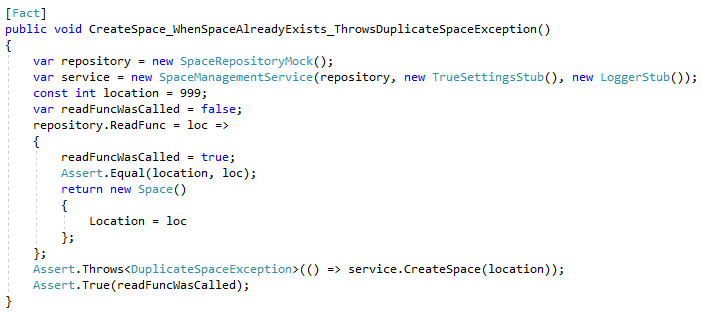 [Fact]
public void CreateSpace_WhenSpaceAlreadyExists_ThrowsDuplicateSpaceException()
{
    var repository = new SpaceRepositoryMock();
    var service = new SpaceManagementService(repository, new TrueSettingsStub(), new LoggerStub());
    const int location = 999;
    var readFuncWasCalled = false;
    repository.ReadFunc = loc =>
    {
        readFuncWasCalled = true;
        Assert.Equal(location, loc);
        return new Space()
        {
            Location = loc
        };
    };
    Assert.Throws<DuplicateSpaceException>(() => service.CreateSpace(location));
    Assert.True(readFuncWasCalled);
}